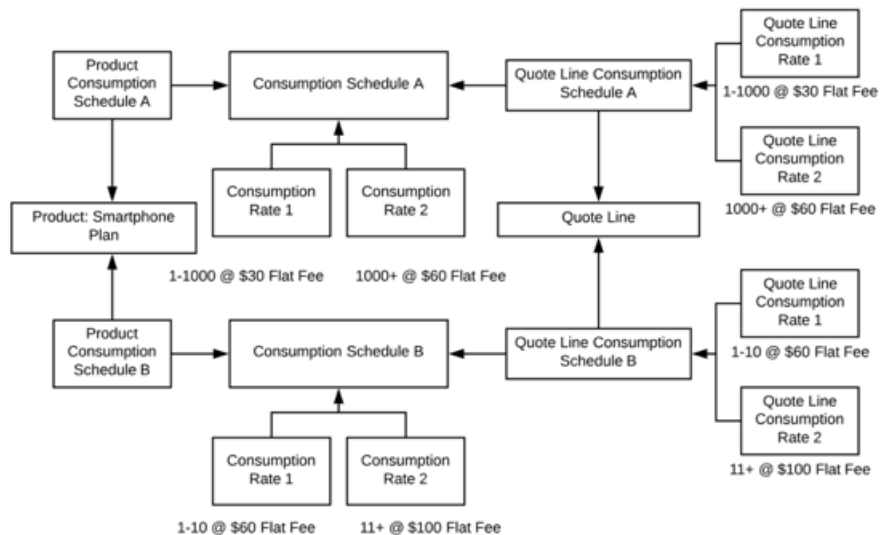 Product
Consumption
Schedule A
Consumption Schedule A
Quote Line Consumption
Schedule A
Quote Line
Consumption
Rate 1
1-1000 @ $30 Flat Fee
Consumption
Rate 1
Consumption
Rate 2
Quote Line
Consumption
Rate 2
1000+ @ $60 Flat Fee
Product: Smartphone
Plan
Quote Line
1-1000 @ $30 Flat Fee
1000+ @ $60 Flat Fee
Product
Consumption
Schedule B
Consumption Schedule B
Quote Line Consumption
Schedule B
Quote Line
Consumption
Rate 1
1-10 @ $60 Flat Fee
Consumption
Rate 1
Consumption
Rate 2
Quote Line
Consumption
Rate 2
11+ @ $100 Flat Fee
1-10 @ $60 Flat Fee
11+ @ $100 Flat Fee